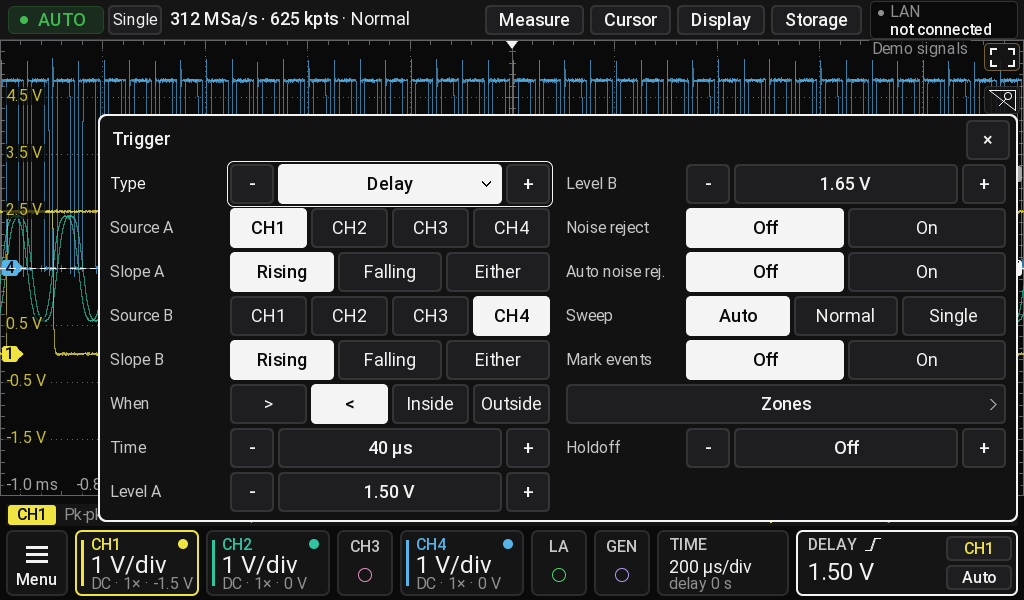 AUTO
Single
312 MSa/s · 625 kpts · Normal
Measure
Cursor
Display
Storage
LAN
not connected
Demo signals
4.5 V
3.5 V
2.5 V
0.5 V
-0.5 V
-1.5 V
-1.0 ms
4
1
Trigger
×
Type
-
Delay
+
Source A
CH1
CH2
CH3
CH4
Slope A
Rising
Falling
Either
Source B
CH1
CH2
CH3
CH4
Slope B
Rising
Falling
Either
When
>
<
Inside
Outside
Time
-
40 µs
+
Level A
-
1.50 V
+
Level B
-
1.65 V
+
Noise reject
Off
On
Auto noise rej.
Off
On
Sweep
Auto
Normal
Single
Mark events
Off
On
Zones
Holdoff
-
Off
+
CH1
Menu
CH1
1 V/div
DC · 1× · -1.5 V
CH2
1 V/div
DC · 1× · 0 V
CH3
CH4
1 V/div
DC · 1× · 0 V
LA
GEN
TIME
200 µs/div
delay 0 s
DELAY
1.50 V
CH1
Auto